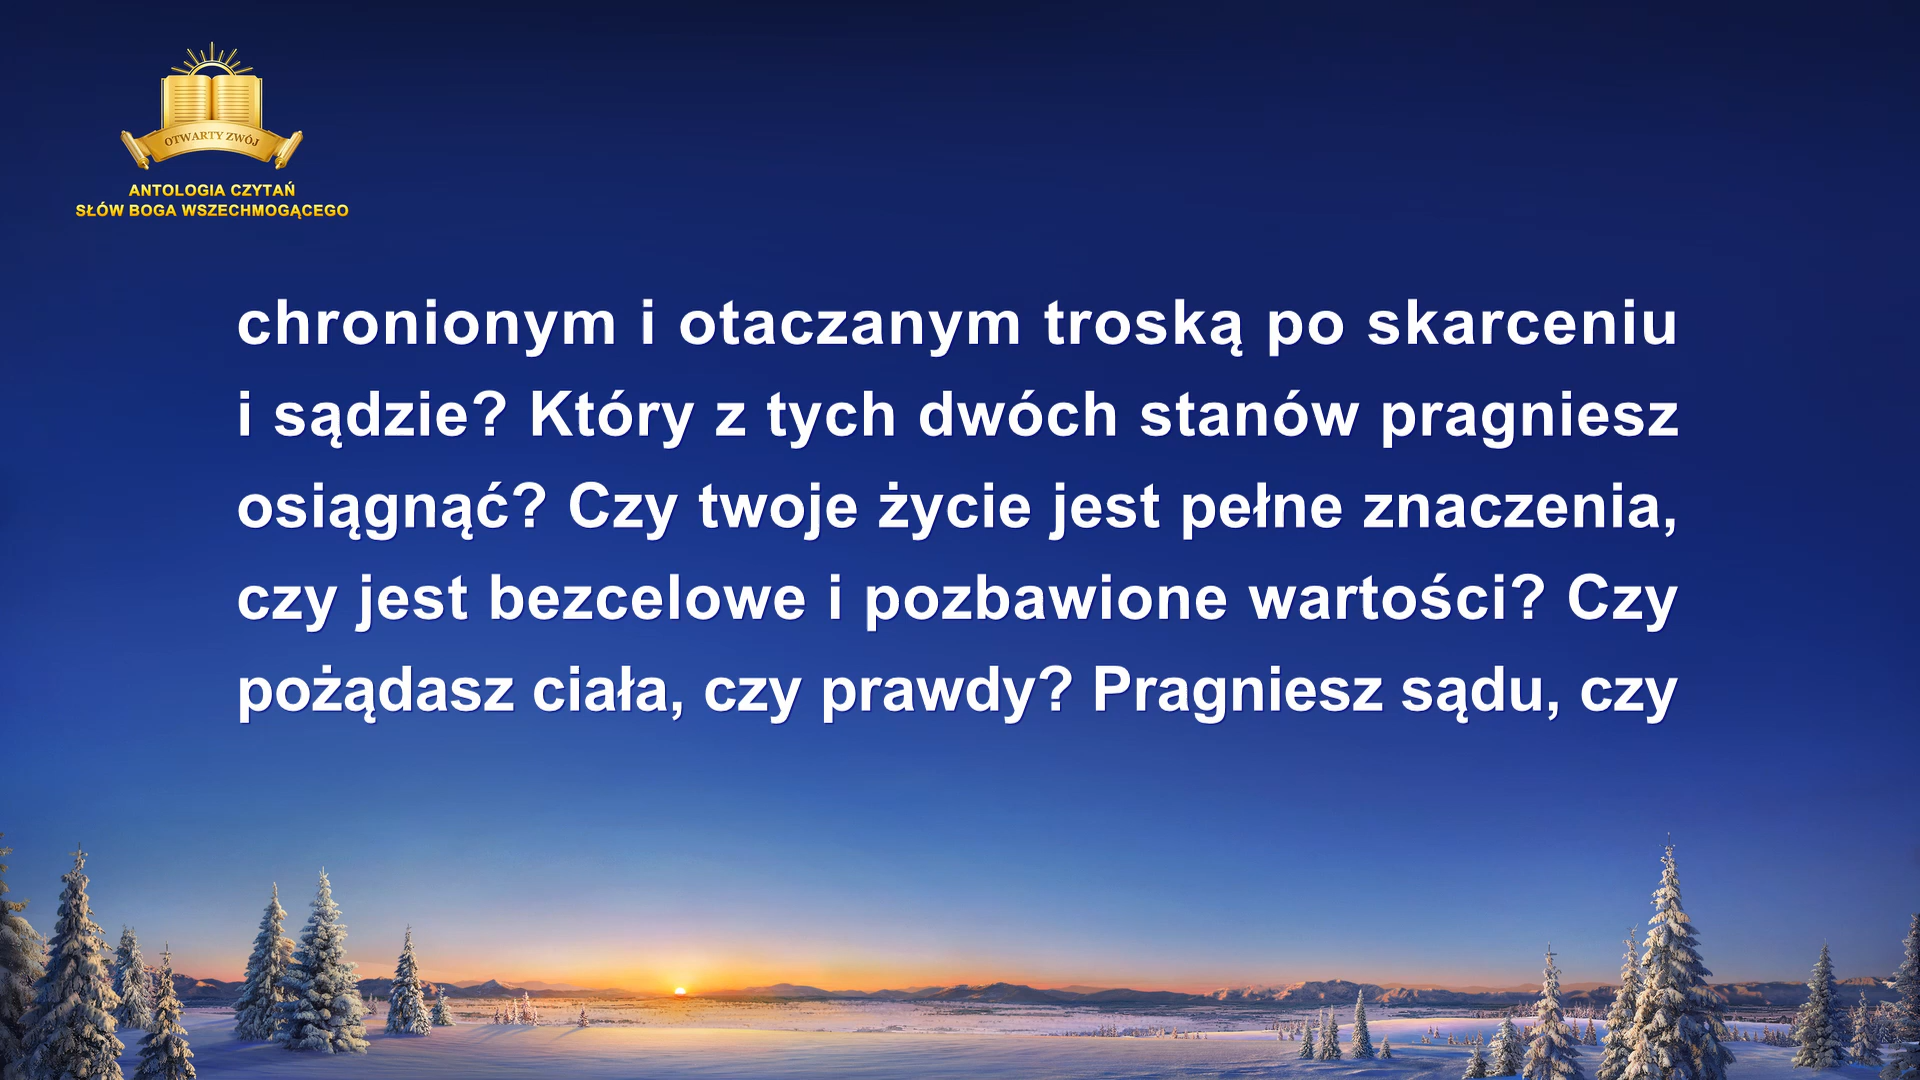 OTWARTY ZWÓJ
ANTOLOGIA CZYTAŃ
SŁÓW BOGA WSZECHMOGĄCEGO
chronionym i otaczanym troską po skarceniu
i sądzie? Który z tych dwóch stanów pragniesz
osiągnąć? Czy twoje życie jest pełne znaczenia,
czy jest bezcelowe i pozbawione wartości? Czy
pożądasz ciała, czy prawdy? Pragniesz sądu, czy